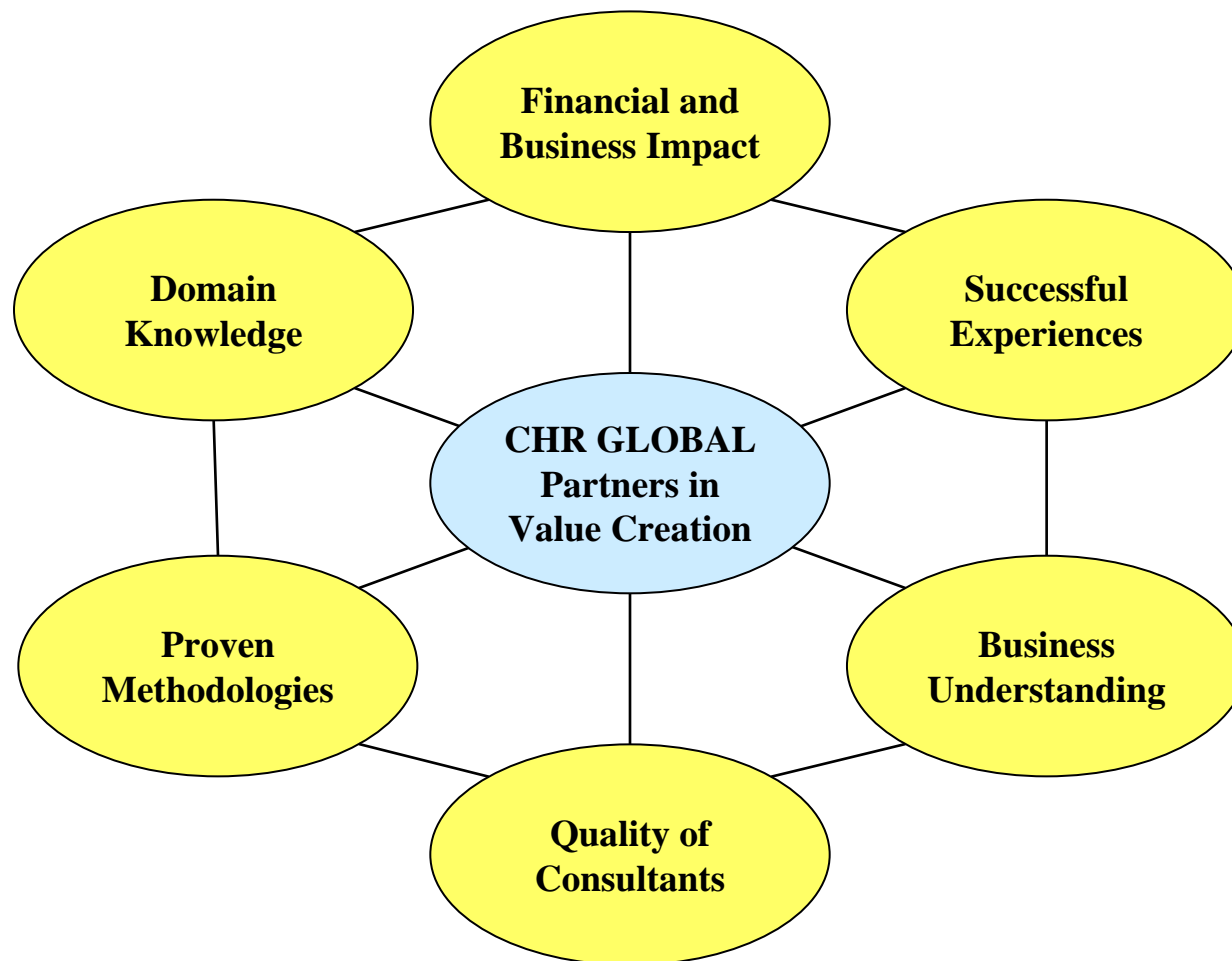 Financial and
Business Impact
Domain
Knowledge
Successful
Experiences
CHR GLOBAL
Partners in
Value Creation
Proven
Methodologies
Business
Understanding
Quality of
Consultants